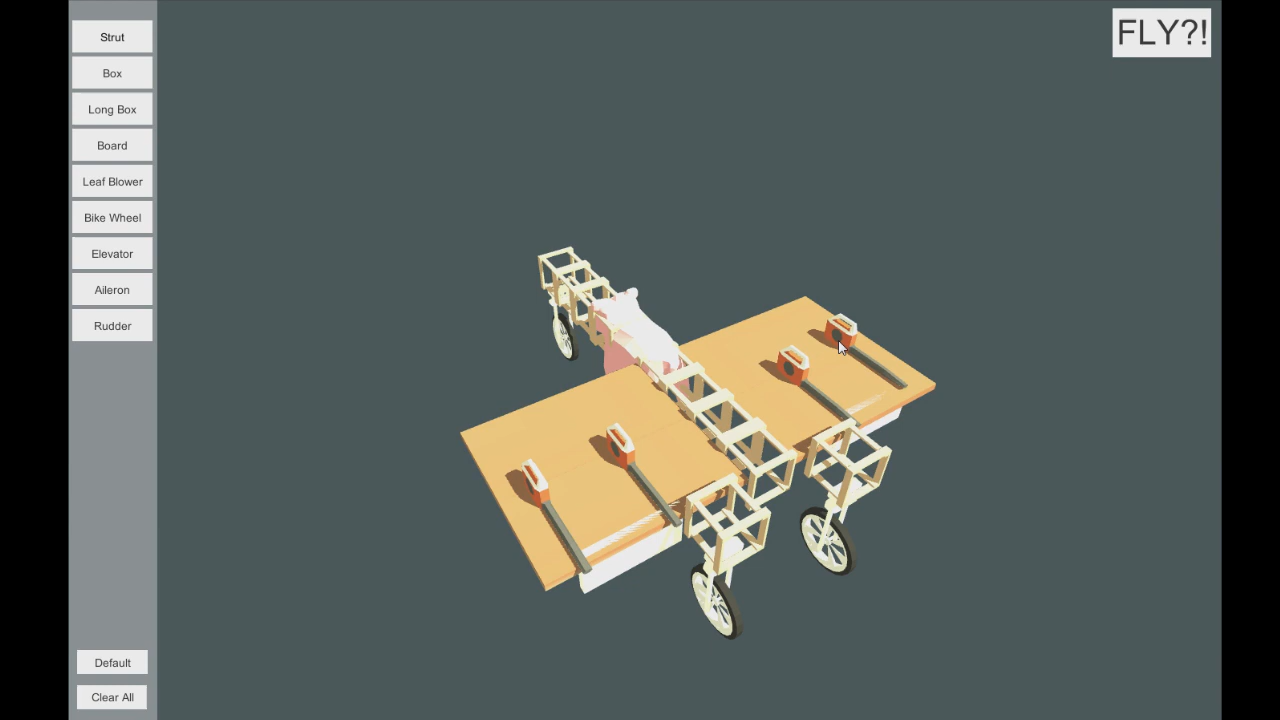 Strut
Box
Long Box
Board
Leaf Blower
Bike Wheel
Elevator
Aileron
Rudder
Default
Clear All
FLY?!